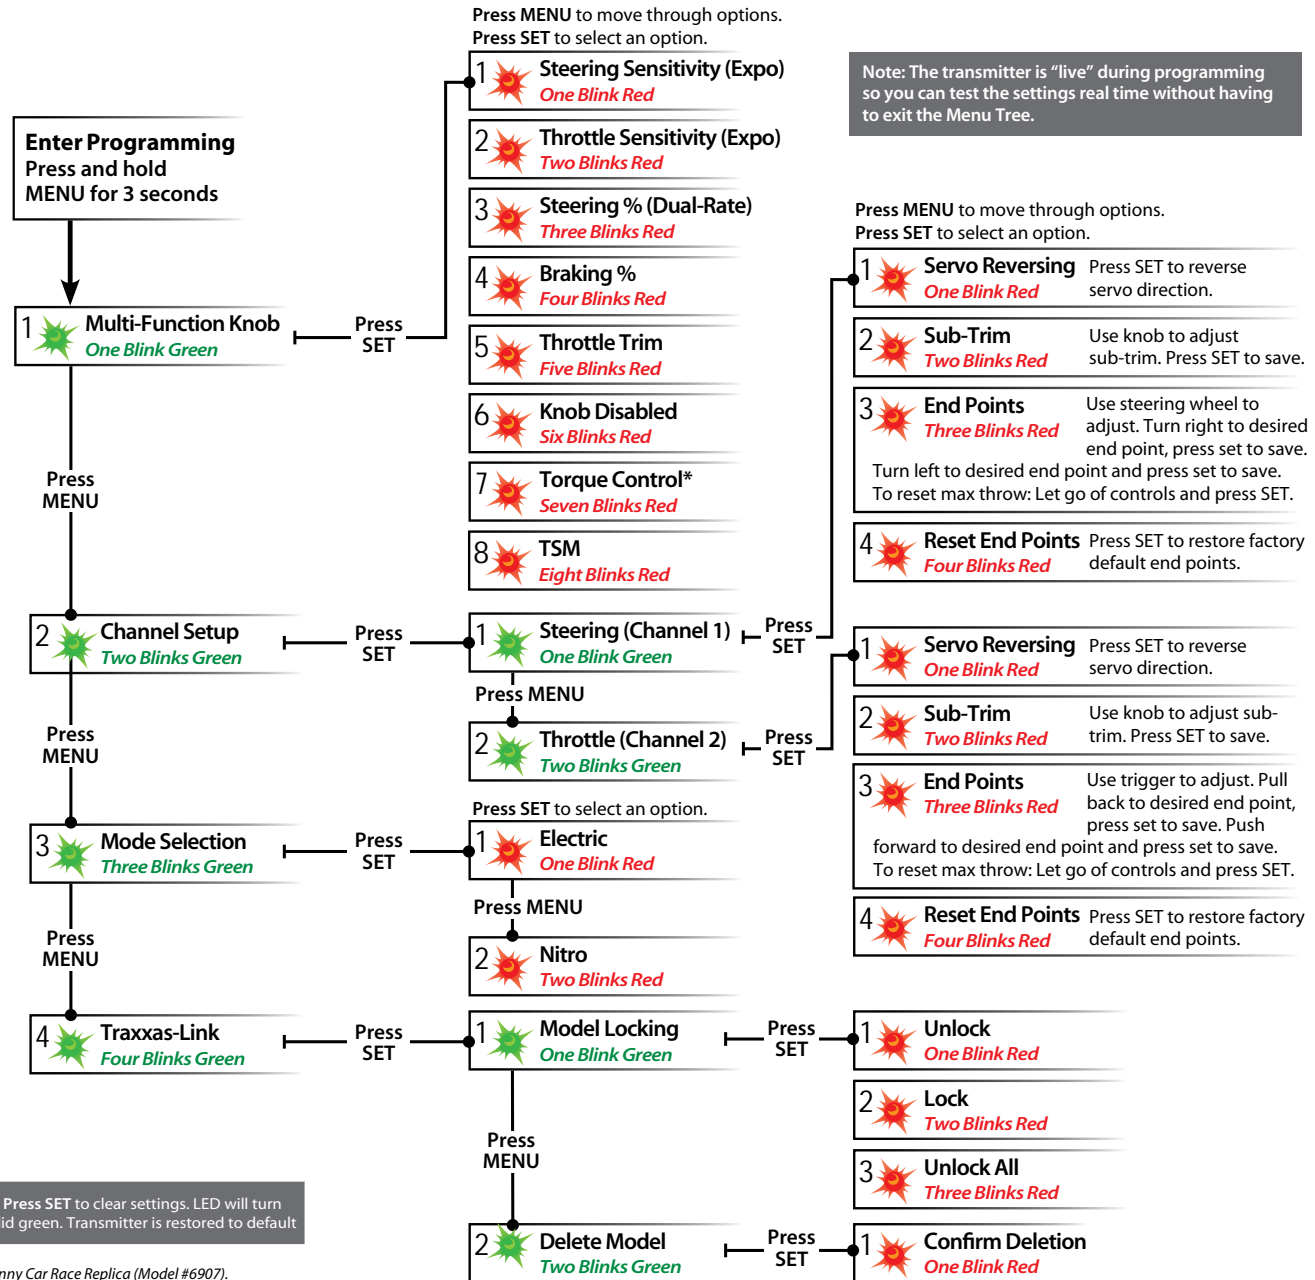 Press MENU to move through options.
Press SET to select an option.
1 Steering Sensitivity (Expo)
One Blink Red
Note: The transmitter is “live” during programming
so you can test the settings real time without having
to exit the Menu Tree.
Enter Programming
Press and hold
MENU for 3 seconds
2 Throttle Sensitivity (Expo)
Two Blinks Red
3 Steering % (Dual-Rate)
Three Blinks Red
4 Braking %
Four Blinks Red
1 Multi-Function Knob
One Blink Green
Press
SET
5 Throttle Trim
Five Blinks Red
6 Knob Disabled
Six Blinks Red
7 Torque Control*
Seven Blinks Red
8 TSM
Eight Blinks Red
Press MENU to move through options.
Press SET to select an option.
1 Servo Reversing Press SET to reverse
One Blink Red servo direction.
2 Sub-Trim Use knob to adjust
Two Blinks Red sub-trim. Press SET to save.
3 End Points Use steering wheel to
Three Blinks Red adjust. Turn right to desired
end point, press set to save.
Turn left to desired end point and press set to save.
To reset max throw: Let go of controls and press SET.
4 Reset End Points Press SET to restore factory
Four Blinks Red default end points.
Press
MENU
2 Channel Setup
Two Blinks Green
Press
SET
1 Steering (Channel 1)
One Blink Green
Press
SET
Press MENU
2 Throttle (Channel 2)
Two Blinks Green
Press
SET
1 Servo Reversing Press SET to reverse
One Blink Red servo direction.
2 Sub-Trim Use knob to adjust sub-
Two Blinks Red trim. Press SET to save.
3 End Points Use trigger to adjust. Pull
Three Blinks Red back to desired end point,
press set to save. Push
forward to desired end point and press set to save.
To reset max throw: Let go of controls and press SET.
4 Reset End Points Press SET to restore factory
Four Blinks Red default end points.
Press
MENU
3 Mode Selection
Three Blinks Green
Press
SET
Press SET to select an option.
1 Electric
One Blink Red
Press MENU
2 Nitro
Two Blinks Red
Press
MENU
4 Traxxas-Link
Four Blinks Green
Press
SET
1 Model Locking
One Blink Green
Press
SET
1 Unlock
One Blink Red
2 Lock
Two Blinks Red
3 Unlock All
Three Blinks Red
Press
MENU
2 Delete Model
Two Blinks Green
Press
SET
1 Confirm Deletion
One Blink Red
Press SET to clear settings. LED will turn
green. Transmitter is restored to default
Car Race Replica (Model #6907).